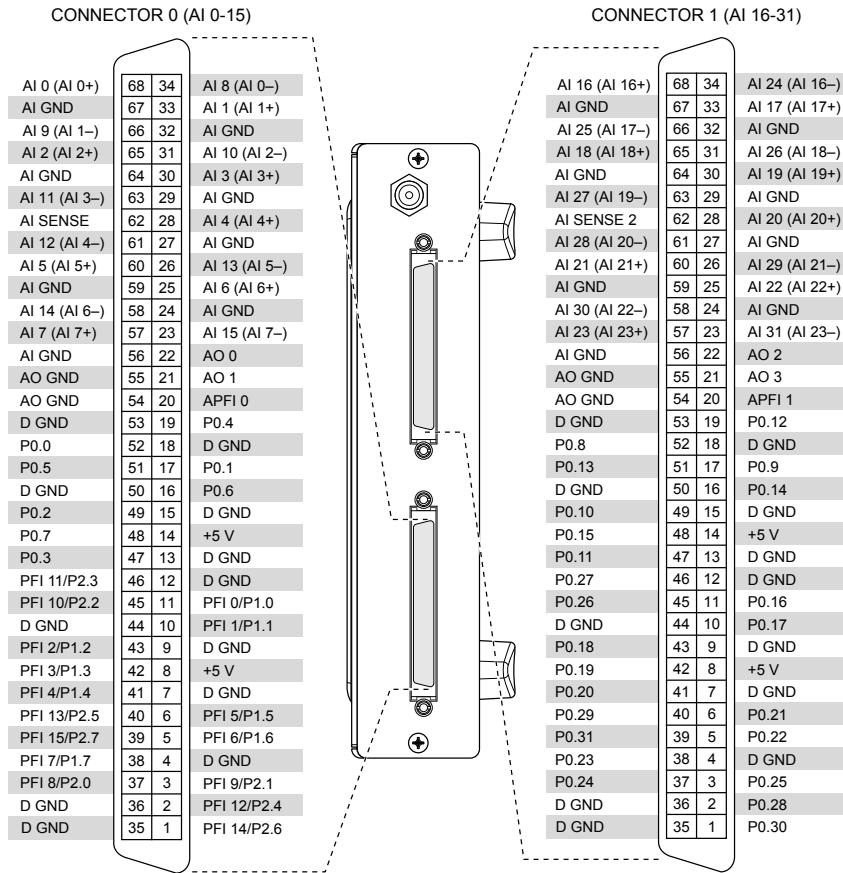 CONNECTOR 0 (AI 0-15)
AI 0 (AI 0+) 68 34 AI 8 (AI 0–)
AI GND 67 33 AI 1 (AI 1+)
AI 9 (AI 1–) 66 32 AI GND
AI 2 (AI 2+) 65 31 AI 10 (AI 2–)
AI GND 64 30 AI 3 (AI 3+)
AI 11 (AI 3–) 63 29 AI GND
AI SENSE 62 28 AI 4 (AI 4+)
AI 12 (AI 4–) 61 27 AI GND
AI 5 (AI 5+) 60 26 AI 13 (AI 5–)
AI GND 59 25 AI 6 (AI 6+)
AI 14 (AI 6–) 58 24 AI GND
AI 7 (AI 7+) 57 23 AI 15 (AI 7–)
AI GND 56 22 AO 0
AO GND 55 21 AO 1
AO GND 54 20 APFI 0
D GND 53 19 P0.4
P0.0 52 18 D GND
P0.5 51 17 P0.1
D GND 50 16 P0.6
P0.2 49 15 D GND
P0.7 48 14 +5 V
P0.3 47 13 D GND
PFI 11/P2.3 46 12 D GND
PFI 10/P2.2 45 11 PFI 0/P1.0
D GND 44 10 PFI 1/P1.1
PFI 2/P1.2 43 9 D GND
PFI 3/P1.3 42 8 +5 V
PFI 4/P1.4 41 7 D GND
PFI 13/P2.5 40 6 PFI 5/P1.5
PFI 15/P2.7 39 5 PFI 6/P1.6
PFI 7/P1.7 38 4 D GND
PFI 8/P2.0 37 3 PFI 9/P2.1
D GND 36 2 PFI 12/P2.4
D GND 35 1 PFI 14/P2.6
CONNECTOR 1 (AI 16-31)
AI 16 (AI 16+) 68 34 AI 24 (AI 16–)
AI GND 67 33 AI 17 (AI 17+)
AI 25 (AI 17–) 66 32 AI GND
AI 18 (AI 18+) 65 31 AI 26 (AI 18–)
AI GND 64 30 AI 19 (AI 19+)
AI 27 (AI 19–) 63 29 AI GND
AI SENSE 2 62 28 AI 20 (AI 20+)
AI 28 (AI 20–) 61 27 AI GND
AI 21 (AI 21+) 60 26 AI 29 (AI 21–)
AI GND 59 25 AI 22 (AI 22+)
AI 30 (AI 22–) 58 24 AI GND
AI 23 (AI 23+) 57 23 AI 31 (AI 23–)
AI GND 56 22 AO 2
AO GND 55 21 AO 3
AO GND 54 20 APFI 1
D GND 53 19 P0.12
P0.8 52 18 D GND
P0.13 51 17 P0.9
D GND 50 16 P0.14
P0.10 49 15 D GND
P0.15 48 14 +5 V
P0.11 47 13 D GND
P0.27 46 12 D GND
P0.26 45 11 P0.16
D GND 44 10 P0.17
P0.18 43 9 D GND
P0.19 42 8 +5 V
P0.20 41 7 D GND
P0.29 40 6 P0.21
P0.31 39 5 P0.22
P0.23 38 4 D GND
P0.24 37 3 P0.25
D GND 36 2 P0.28
D GND 35 1 P0.30